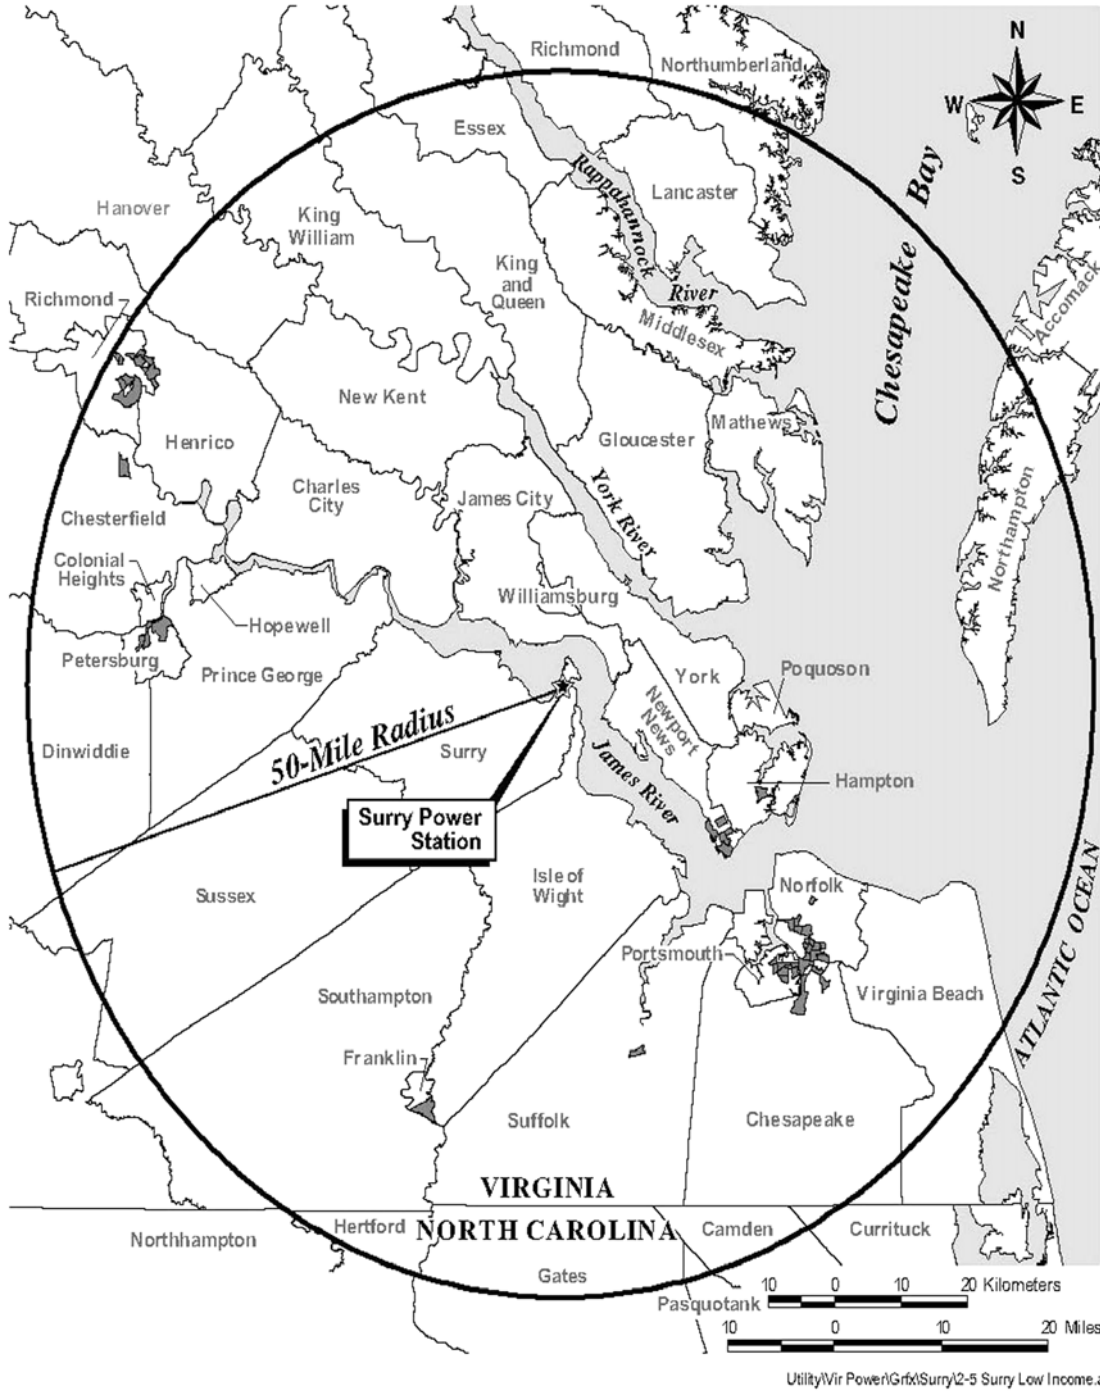 N
W E
S
Richmond
Northumberland
Essex
Rappahannock
River
Lancaster
Chesapeake Bay
Hanover
King
William
King
and
Queen
Accomack
Richmond
Middlesex
New Kent
Mathews
Gloucester
Henrico
Charles
City
James City
York River
Northampton
Chesterfield
Colonial
Heights
Williamsburg
Hopewell
Petersburg
Prince George
York
Poquoson
Newport
News
50-Mile Radius
Dinwiddie
Surry
James River
Hampton
Surry Power
Station
Sussex
Isle of
Wight
Norfolk
ATLANTIC OCEAN
Portsmouth
Southampton
Virginia Beach
Franklin
Suffolk
Chesapeake
VIRGINIA
NORTH CAROLINA
Northhampton
Hertford
Camden
Currituck
Gates
Pasquotank
10 0 10 20 Kilometers
10 0 10 20 Miles
Utility\Vir Power\Grfx\Surry\2-5 Surry Low Income.a